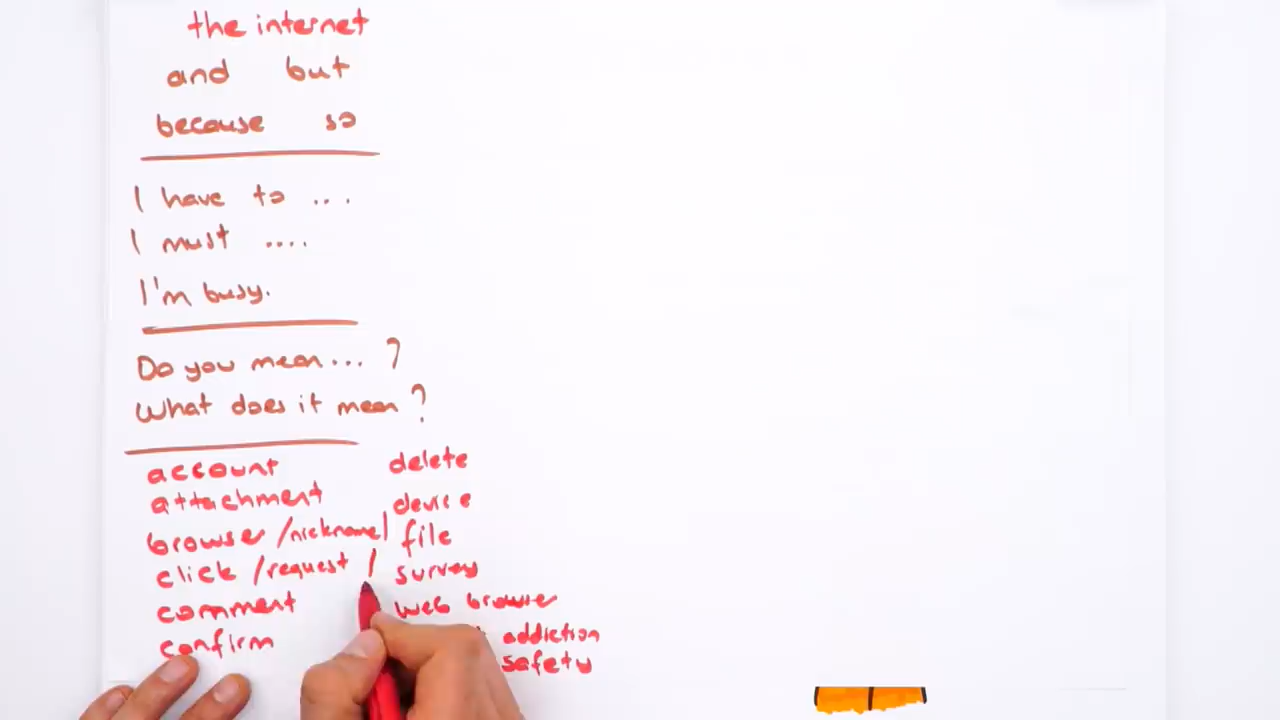 the internet
and but
because so
I have to ...
I must ....
I'm busy.
Do you mean... ?
What does it mean?
account
attachment
browser /nickname/
click /request /
comment
confirm
delete
device
file
survey
web browser
addiction
safety